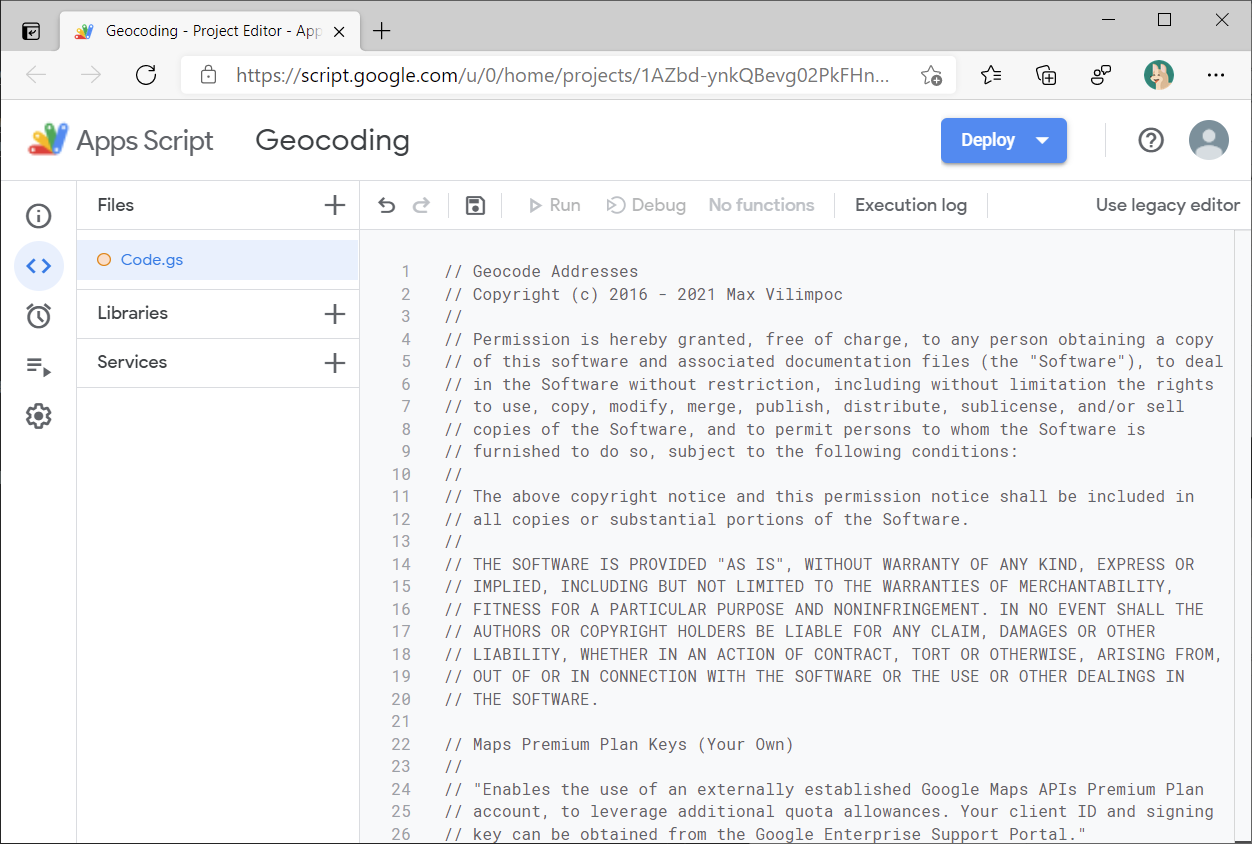 Geocoding - Project Editor - App
https://script.google.com/u/0/home/projects/1AZbd-ynkQBevg02PkFHn...
Apps Script
Geocoding
Deploy
Files
Run
Debug
No functions
Execution log
Use legacy editor
Code.gs
Libraries
Services
1 // Geocode Addresses
2 // Copyright (c) 2016 - 2021 Max Vilimpoc
3 //
4 // Permission is hereby granted, free of charge, to any person obtaining a copy
5 // of this software and associated documentation files (the "Software"), to deal
6 // in the Software without restriction, including without limitation the rights
7 // to use, copy, modify, merge, publish, distribute, sublicense, and/or sell
8 // copies of the Software, and to permit persons to whom the Software is
9 // furnished to do so, subject to the following conditions:
10 //
11 // The above copyright notice and this permission notice shall be included in
12 // all copies or substantial portions of the Software.
13 //
14 // THE SOFTWARE IS PROVIDED "AS IS", WITHOUT WARRANTY OF ANY KIND, EXPRESS OR
15 // IMPLIED, INCLUDING BUT NOT LIMITED TO THE WARRANTIES OF MERCHANTABILITY,
16 // FITNESS FOR A PARTICULAR PURPOSE AND NONINFRINGEMENT. IN NO EVENT SHALL THE
17 // AUTHORS OR COPYRIGHT HOLDERS BE LIABLE FOR ANY CLAIM, DAMAGES OR OTHER
18 // LIABILITY, WHETHER IN AN ACTION OF CONTRACT, TORT OR OTHERWISE, ARISING FROM,
19 // OUT OF OR IN CONNECTION WITH THE SOFTWARE OR THE USE OR OTHER DEALINGS IN
20 // THE SOFTWARE.
21
22 // Maps Premium Plan Keys (Your Own)
23 //
24 // "Enables the use of an externally established Google Maps APIs Premium Plan
25 // account, to leverage additional quota allowances. Your client ID and signing
26 // key can be obtained from the Google Enterprise Support Portal."